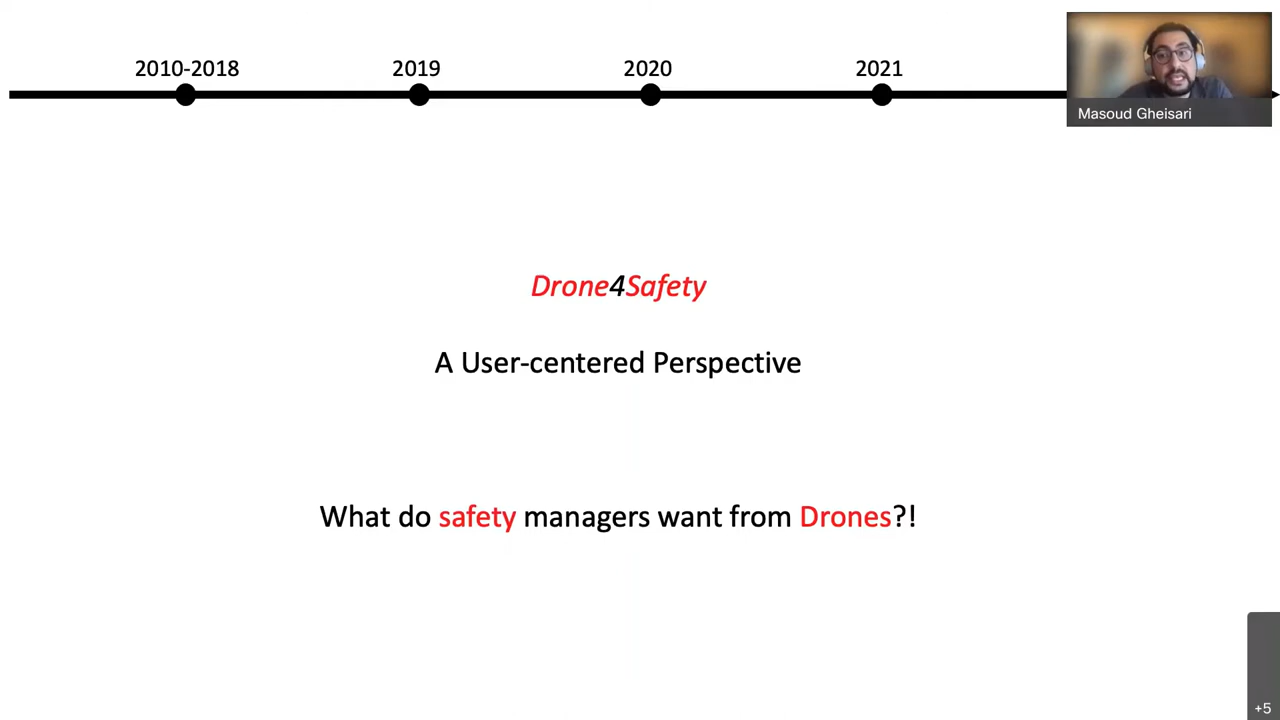 2010-2018 2019 2020 2021
Masoud Gheisari
Drone4Safety
A User-centered Perspective
What do safety managers want from Drones?!
+5